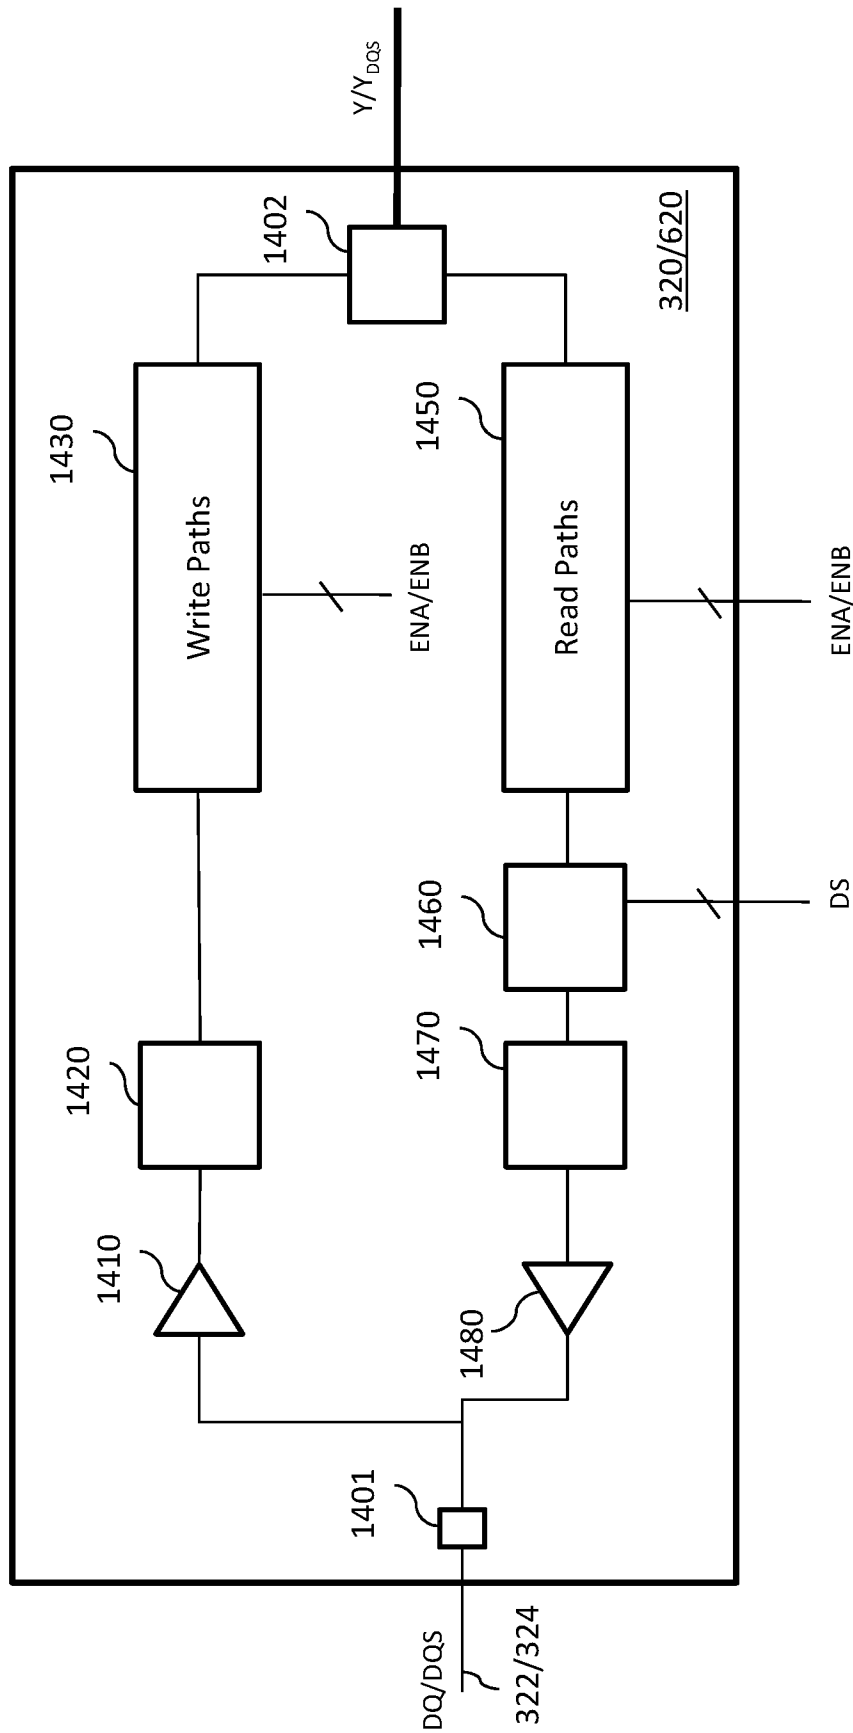 1430
Write Paths
ENA/ENB
1420
1410
1402
Y/Y_DQS
1401
DQ/DQS
322/324
1450
Read Paths
ENA/ENB
1460
DS
1470
1480
320/620